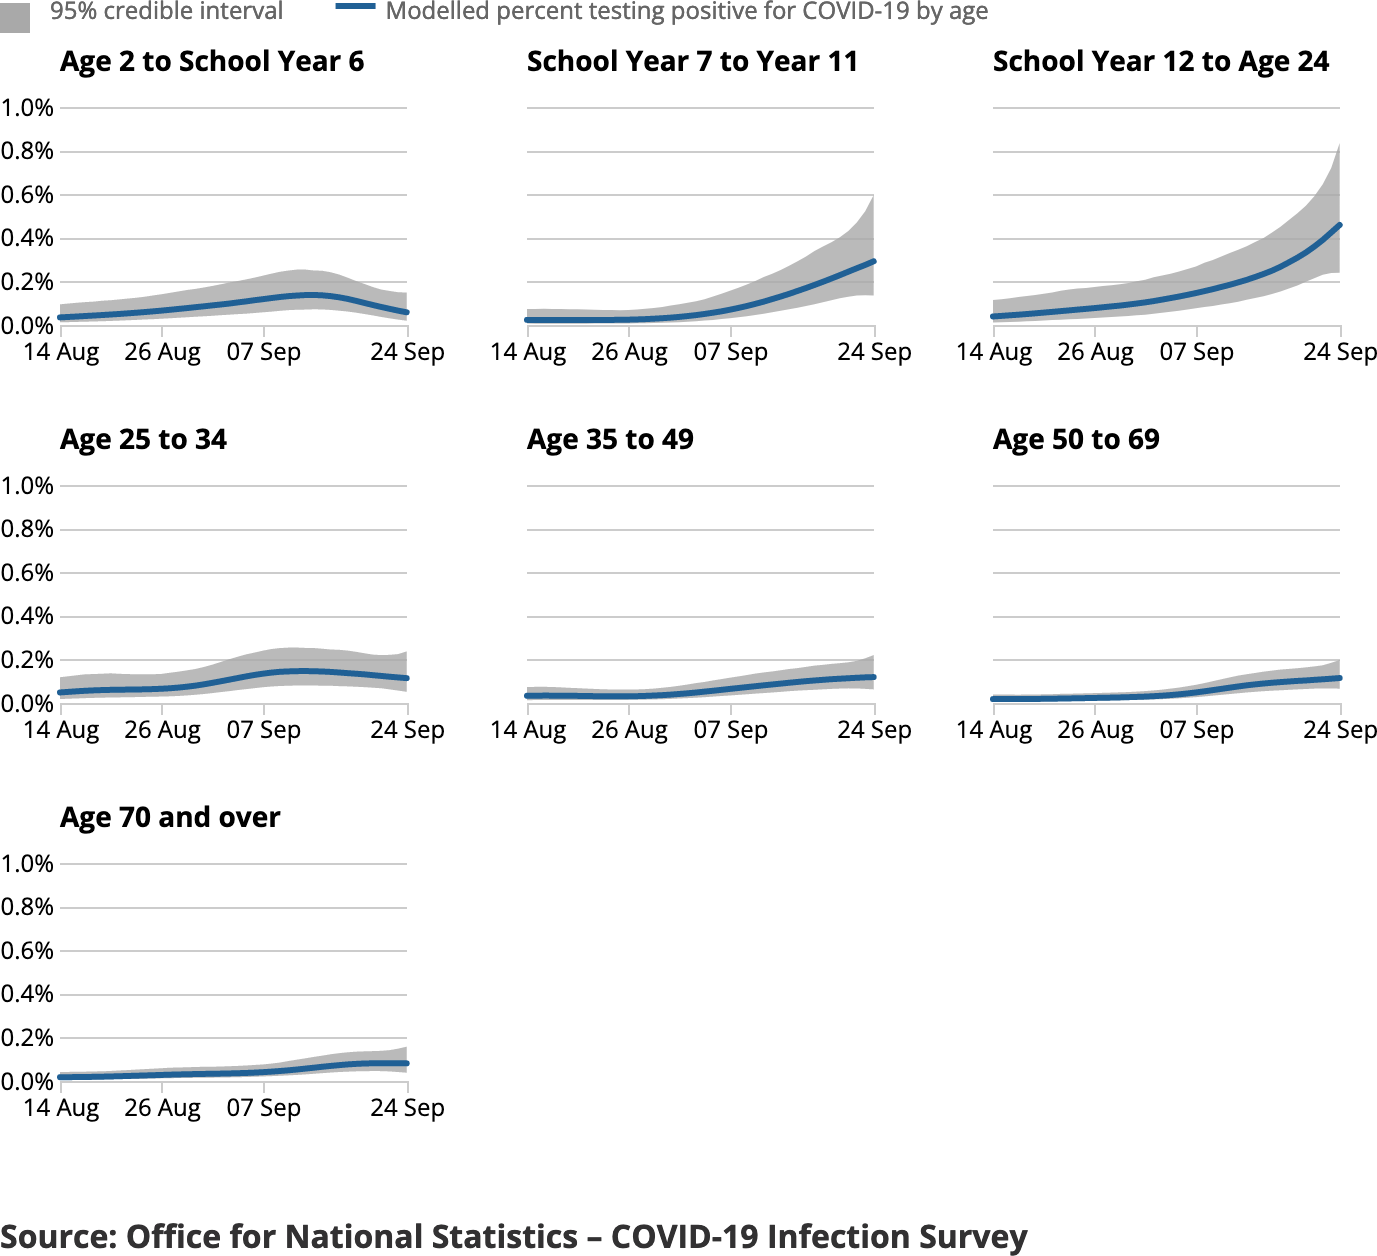 95% credible interval Modelled percent testing positive for COVID-19 by age
Age 2 to School Year 6 School Year 7 to Year 11 School Year 12 to Age 24
1.0%
0.8%
0.6%
0.4%
0.2%
0.0%
14 Aug 26 Aug 07 Sep 24 Sep 14 Aug 26 Aug 07 Sep 24 Sep 14 Aug 26 Aug 07 Sep 24 Sep
Age 25 to 34 Age 35 to 49 Age 50 to 69
1.0%
0.8%
0.6%
0.4%
0.2%
0.0%
14 Aug 26 Aug 07 Sep 24 Sep 14 Aug 26 Aug 07 Sep 24 Sep 14 Aug 26 Aug 07 Sep 24 Sep
Age 70 and over
1.0%
0.8%
0.6%
0.4%
0.2%
0.0%
14 Aug 26 Aug 07 Sep 24 Sep
Source: Office for National Statistics – COVID-19 Infection Survey